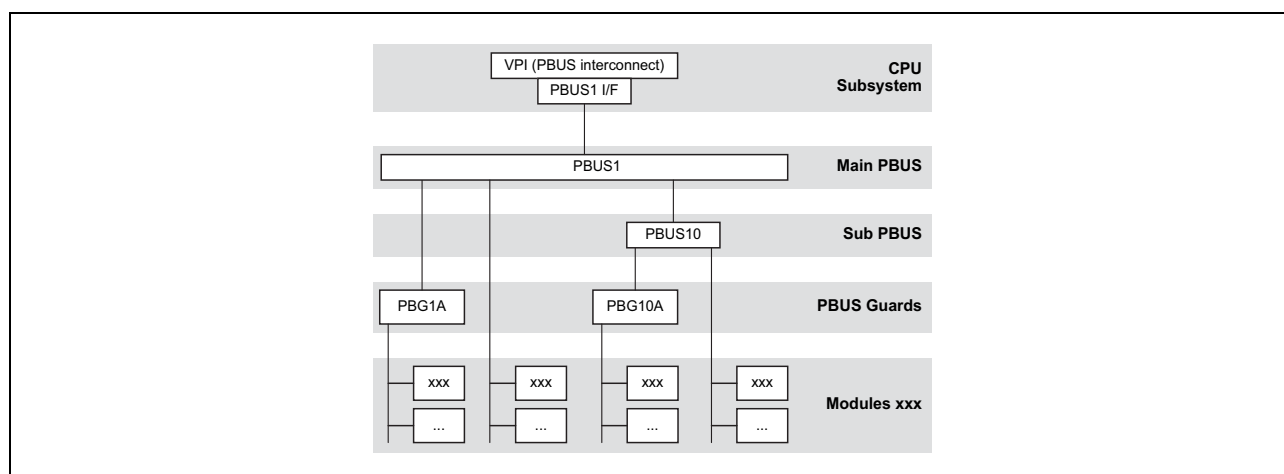 VPI (PBUS interconnect)
PBUS1 I/F
CPU
Subsystem
PBUS1
Main PBUS
PBUS10
Sub PBUS
PBG1A
PBG10A
PBUS Guards
xxx
xxx
xxx
xxx
...
...
...
...
Modules xxx